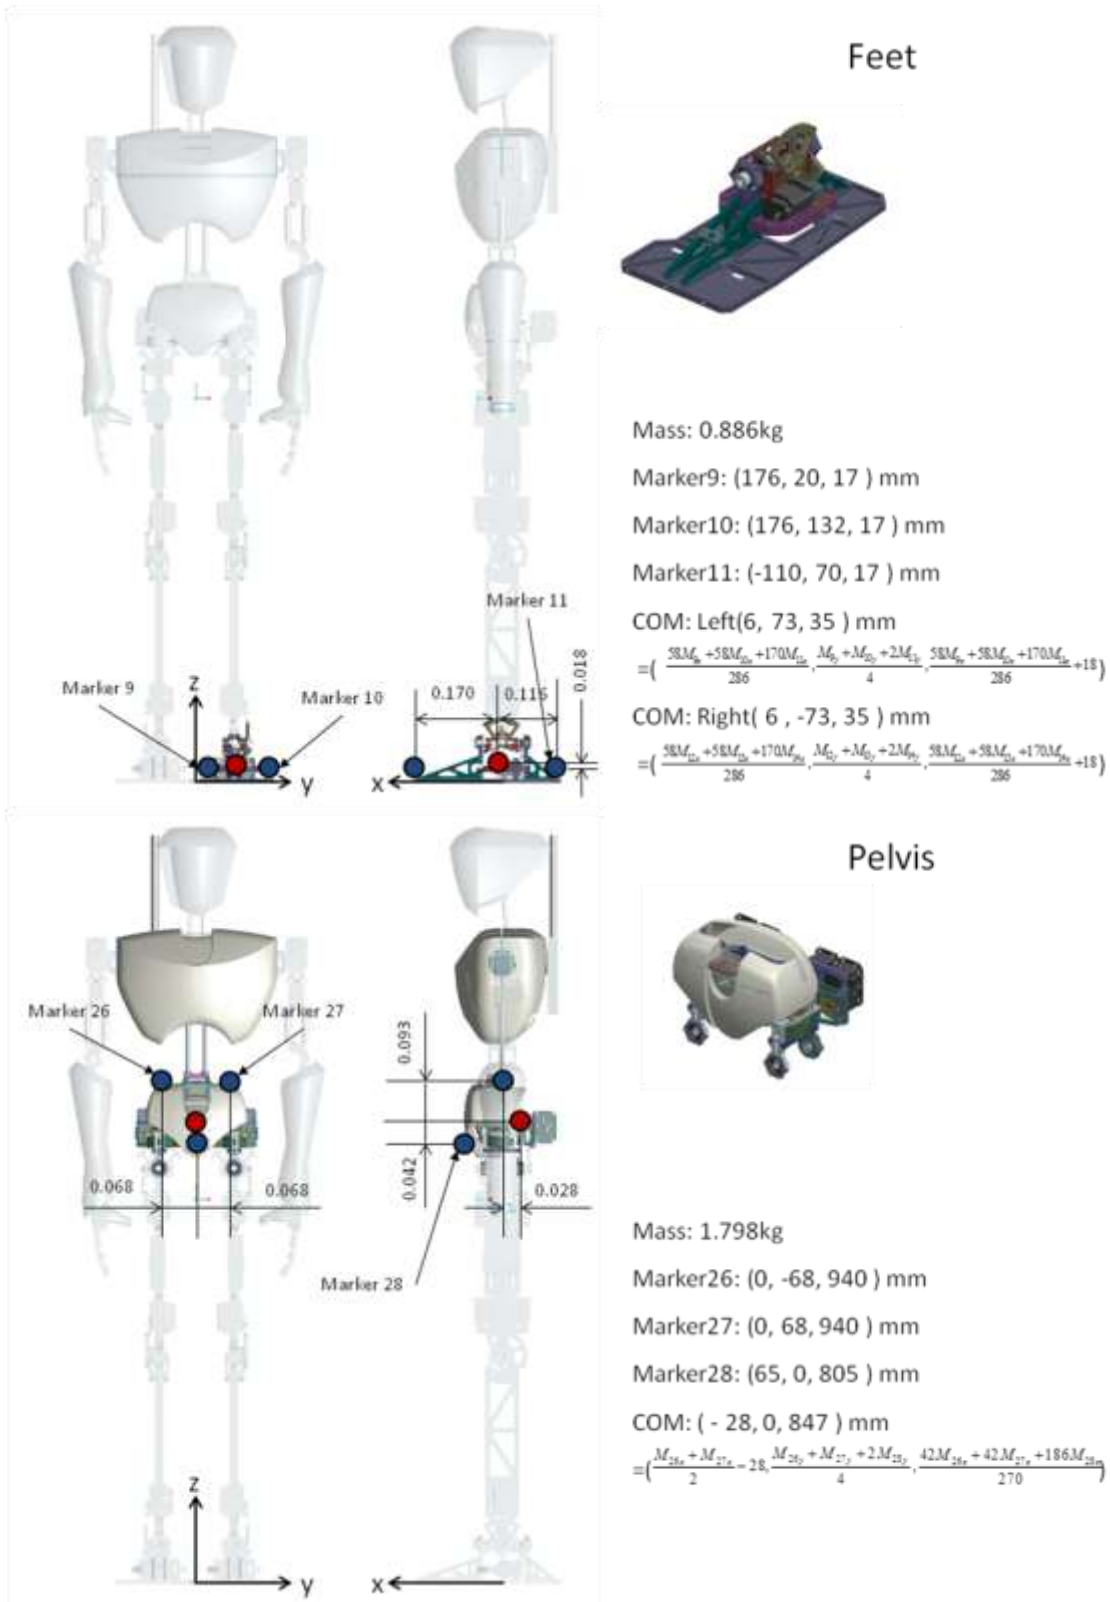 Feet
Mass: 0.886kg
Marker9: (176, 20, 17 ) mm
Marker10: (176, 132, 17 ) mm
Marker11: (-110, 70, 17 ) mm
Marker 11
COM: Left(6, 73, 35 ) mm
0.018
Marker 9
z
0.170
0.116
Marker 10
COM: Right( 6 , -73, 35 ) mm
y
x
Pelvis
Marker 26
Marker 27
0.093
0.042
0.068
0.068
0.028
Mass: 1.798kg
Marker 28
Marker26: (0, -68, 940 ) mm
Marker27: (0, 68, 940 ) mm
Marker28: (65, 0, 805 ) mm
COM: ( - 28, 0, 847 ) mm
z
y
x